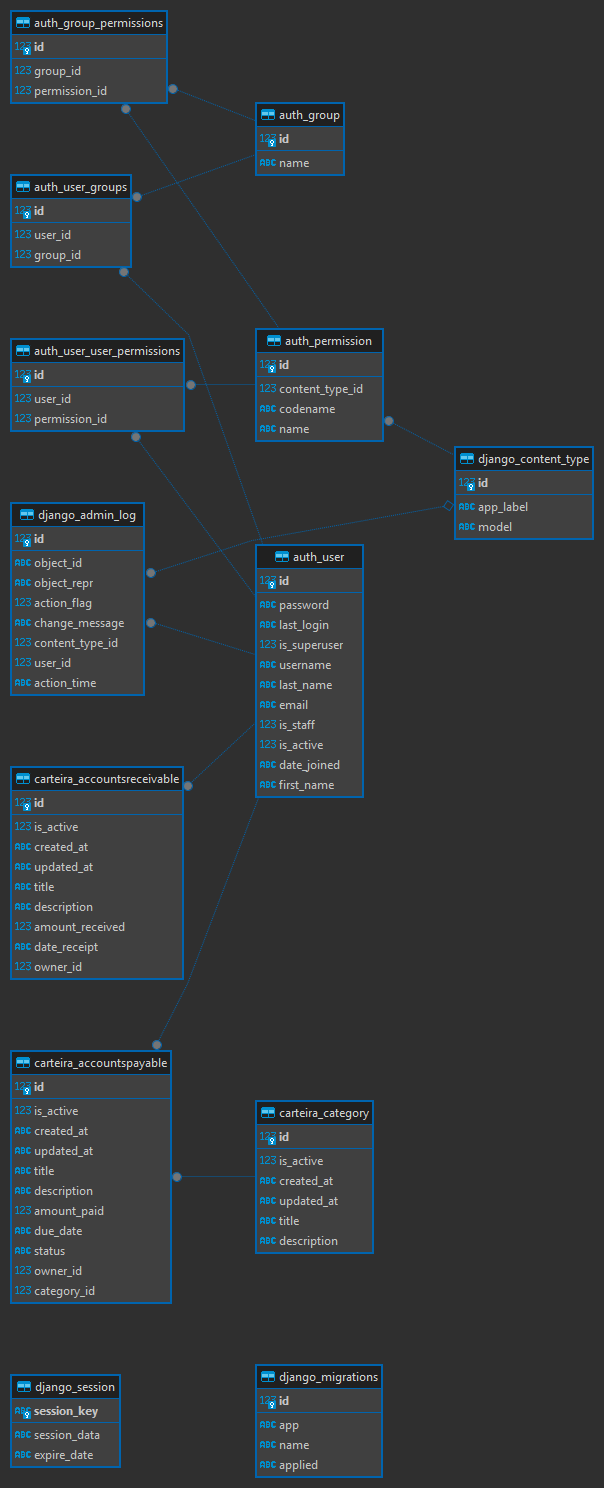 auth_group_permissions
123 id
123 group_id
123 permission_id
auth_group
123 id
ABC name
auth_user_groups
123 id
123 user_id
123 group_id
auth_permission
123 id
123 content_type_id
ABC codename
ABC name
auth_user_user_permissions
123 id
123 user_id
123 permission_id
django_content_type
123 id
ABC app_label
ABC model
django_admin_log
123 id
ABC object_id
ABC object_repr
123 action_flag
ABC change_message
123 content_type_id
123 user_id
ABC action_time
auth_user
123 id
ABC password
ABC last_login
123 is_superuser
ABC username
ABC last_name
ABC email
123 is_staff
123 is_active
ABC date_joined
ABC first_name
carteira_accountsreceivable
123 id
123 is_active
ABC created_at
ABC updated_at
ABC title
ABC description
123 amount_received
ABC date_receipt
123 owner_id
carteira_accountspayable
123 id
123 is_active
ABC created_at
ABC updated_at
ABC title
ABC description
123 amount_paid
ABC due_date
ABC status
123 owner_id
123 category_id
carteira_category
123 id
123 is_active
ABC created_at
ABC updated_at
ABC title
ABC description
django_session
ABC session_key
ABC session_data
ABC expire_date
django_migrations
123 id
ABC app
ABC name
ABC applied